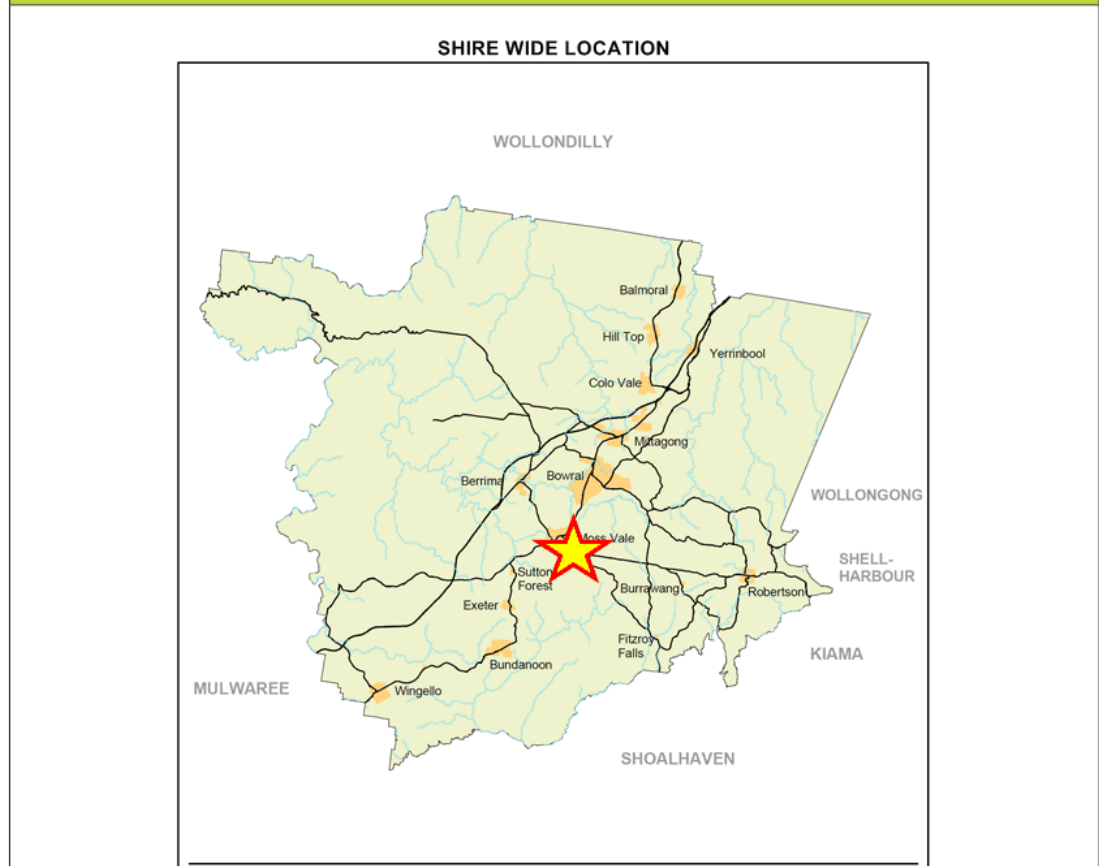 SHIRE WIDE LOCATION
WOLLONDILLY
Balmoral
Hill Top
Yerrinbool
Colo Vale
Mittagong
Berrima
Bowral
WOLLONGONG
Moss Vale
SHELL-
HARBOUR
Sutton
Forest
Burrawang
Robertson
Exeter
Fitzroy
Falls
KIAMA
Bundanoon
MULWAREE
Wingello
SHOALHAVEN